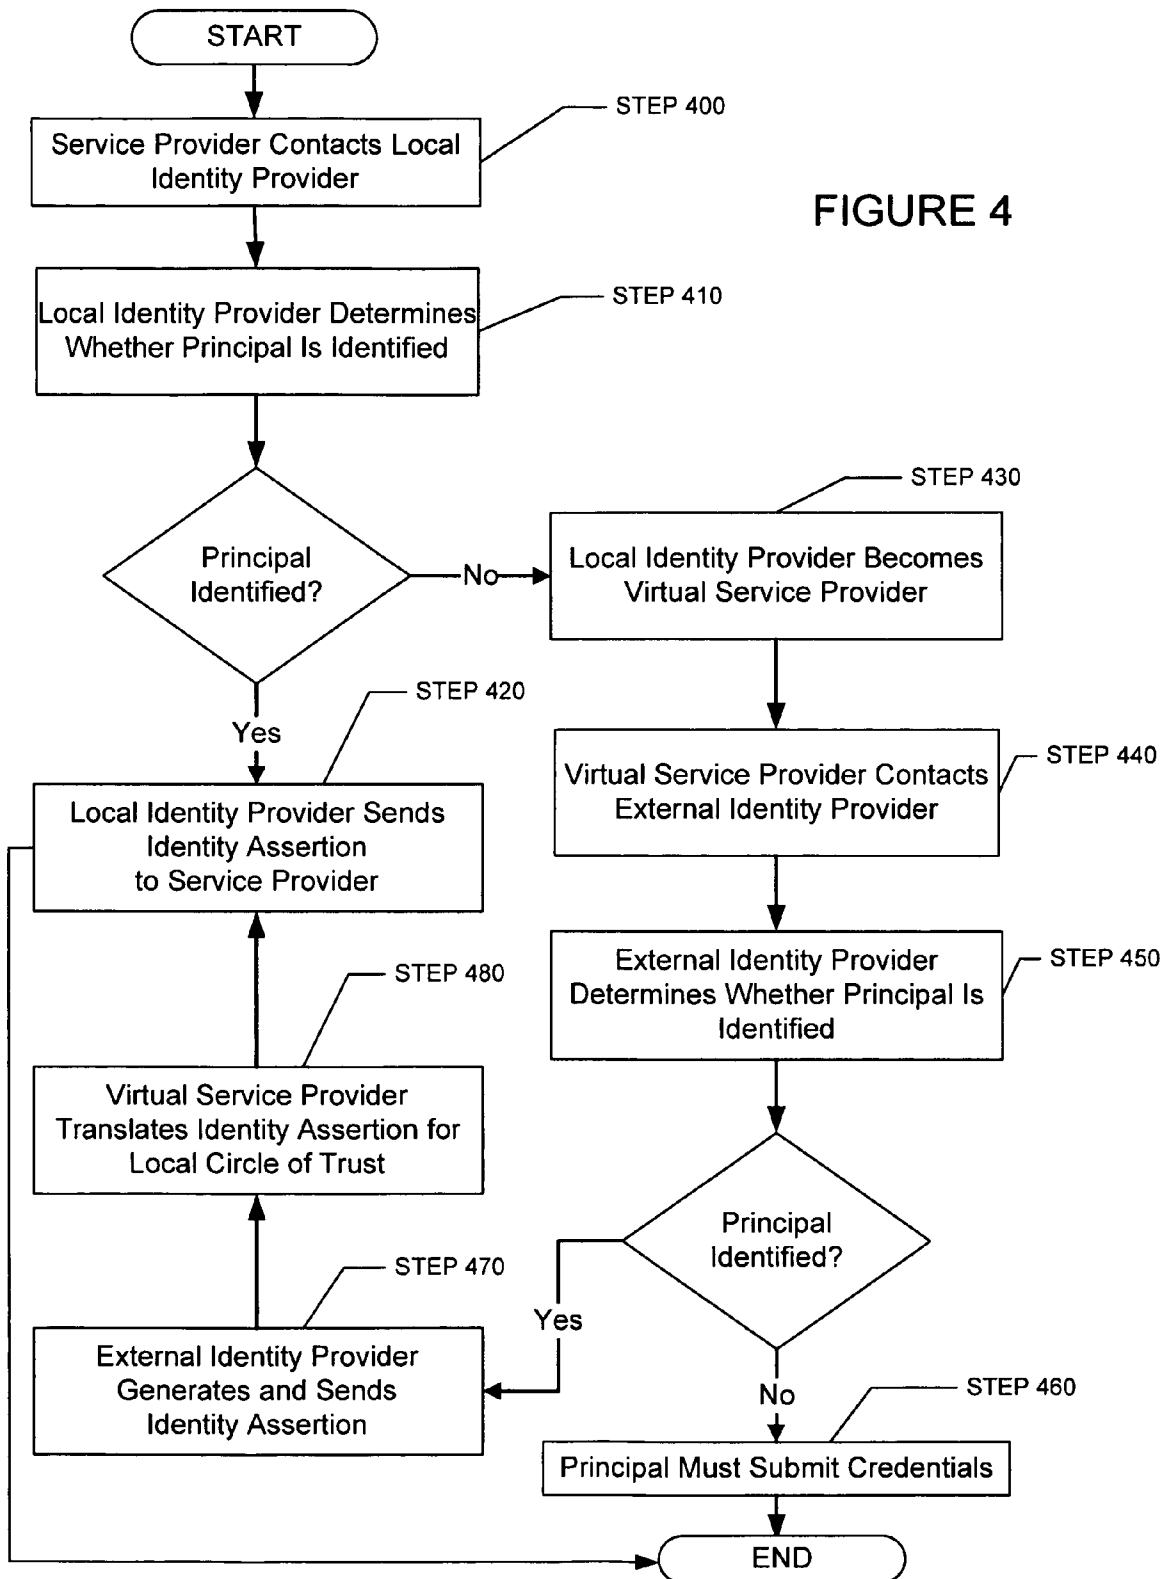 START
STEP 400
Service Provider Contacts Local
Identity Provider
FIGURE 4
STEP 410
Local Identity Provider Determines
Whether Principal Is Identified
STEP 430
Principal
Identified?
No
Local Identity Provider Becomes
Virtual Service Provider
STEP 420
Yes
STEP 440
Virtual Service Provider Contacts
External Identity Provider
Local Identity Provider Sends
Identity Assertion
to Service Provider
STEP 450
External Identity Provider
Determines Whether Principal Is
Identified
STEP 480
Virtual Service Provider
Translates Identity Assertion for
Local Circle of Trust
Principal
Identified?
STEP 470
Yes
External Identity Provider
Generates and Sends
Identity Assertion
No
STEP 460
Principal Must Submit Credentials
END